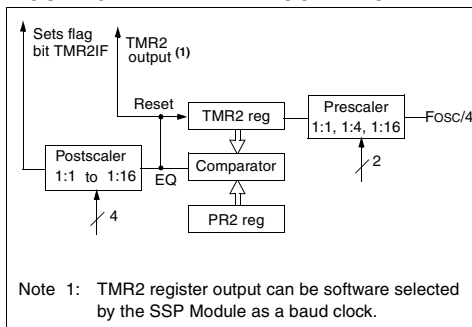 Sets flag
bit TMR2IF
TMR2
output (1)
Reset
TMR2 reg
Prescaler
1:1, 1:4, 1:16
FOSC/4
2
Postscaler
1:1 to 1:16
EQ
Comparator
4
PR2 reg
Note 1: TMR2 register output can be software selected
by the SSP Module as a baud clock.